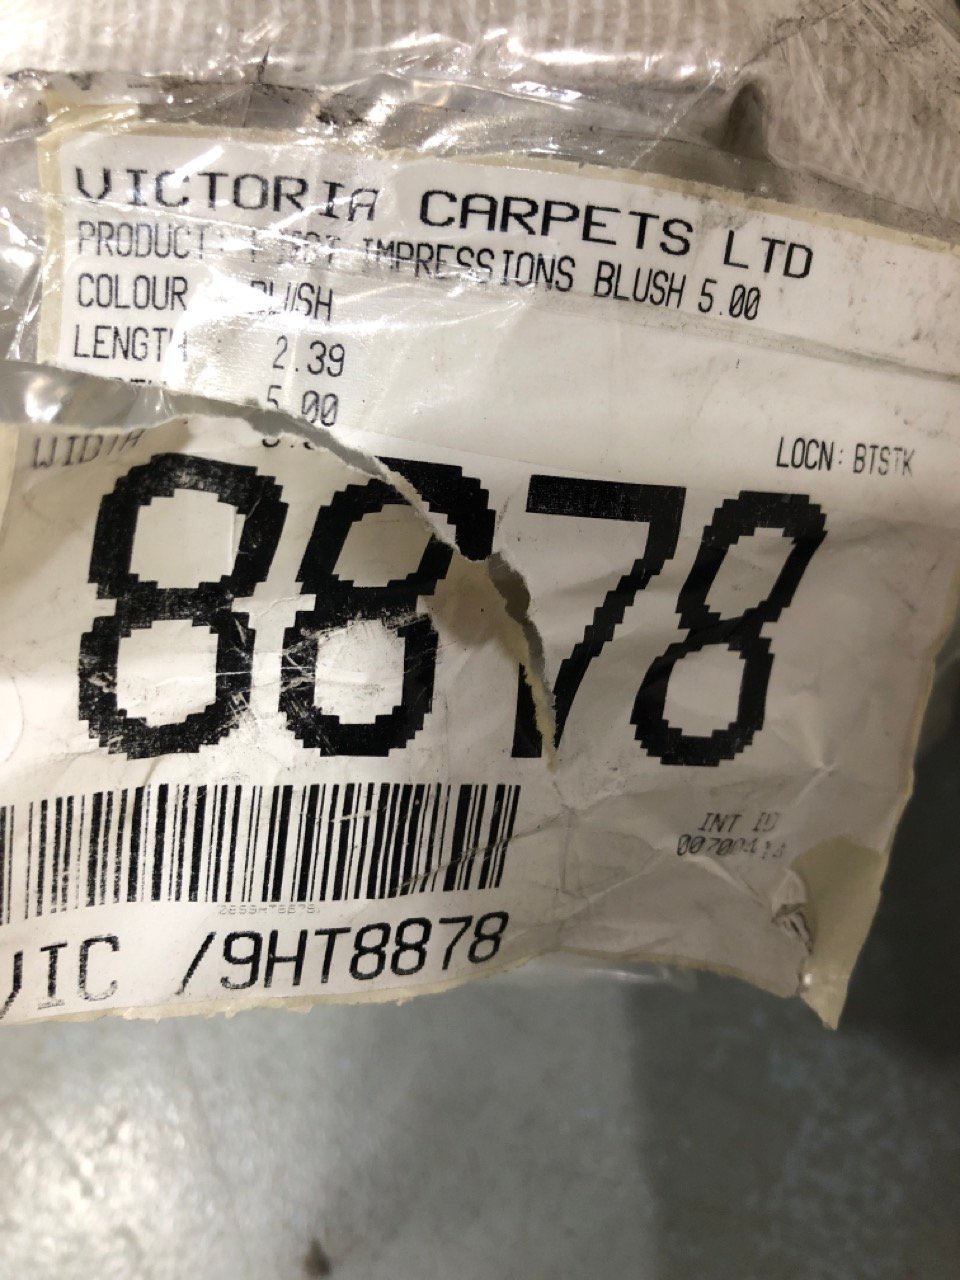 VICTORIA CARPETS LTD
PRODUCT: FIRST IMPRESSIONS BLUSH 5.00
COLOUR : BLUSH
LENGTH 2.39
WIDTH 5.00
LOCN: BTSTK
8878
INT ID
VIC /9HT8878